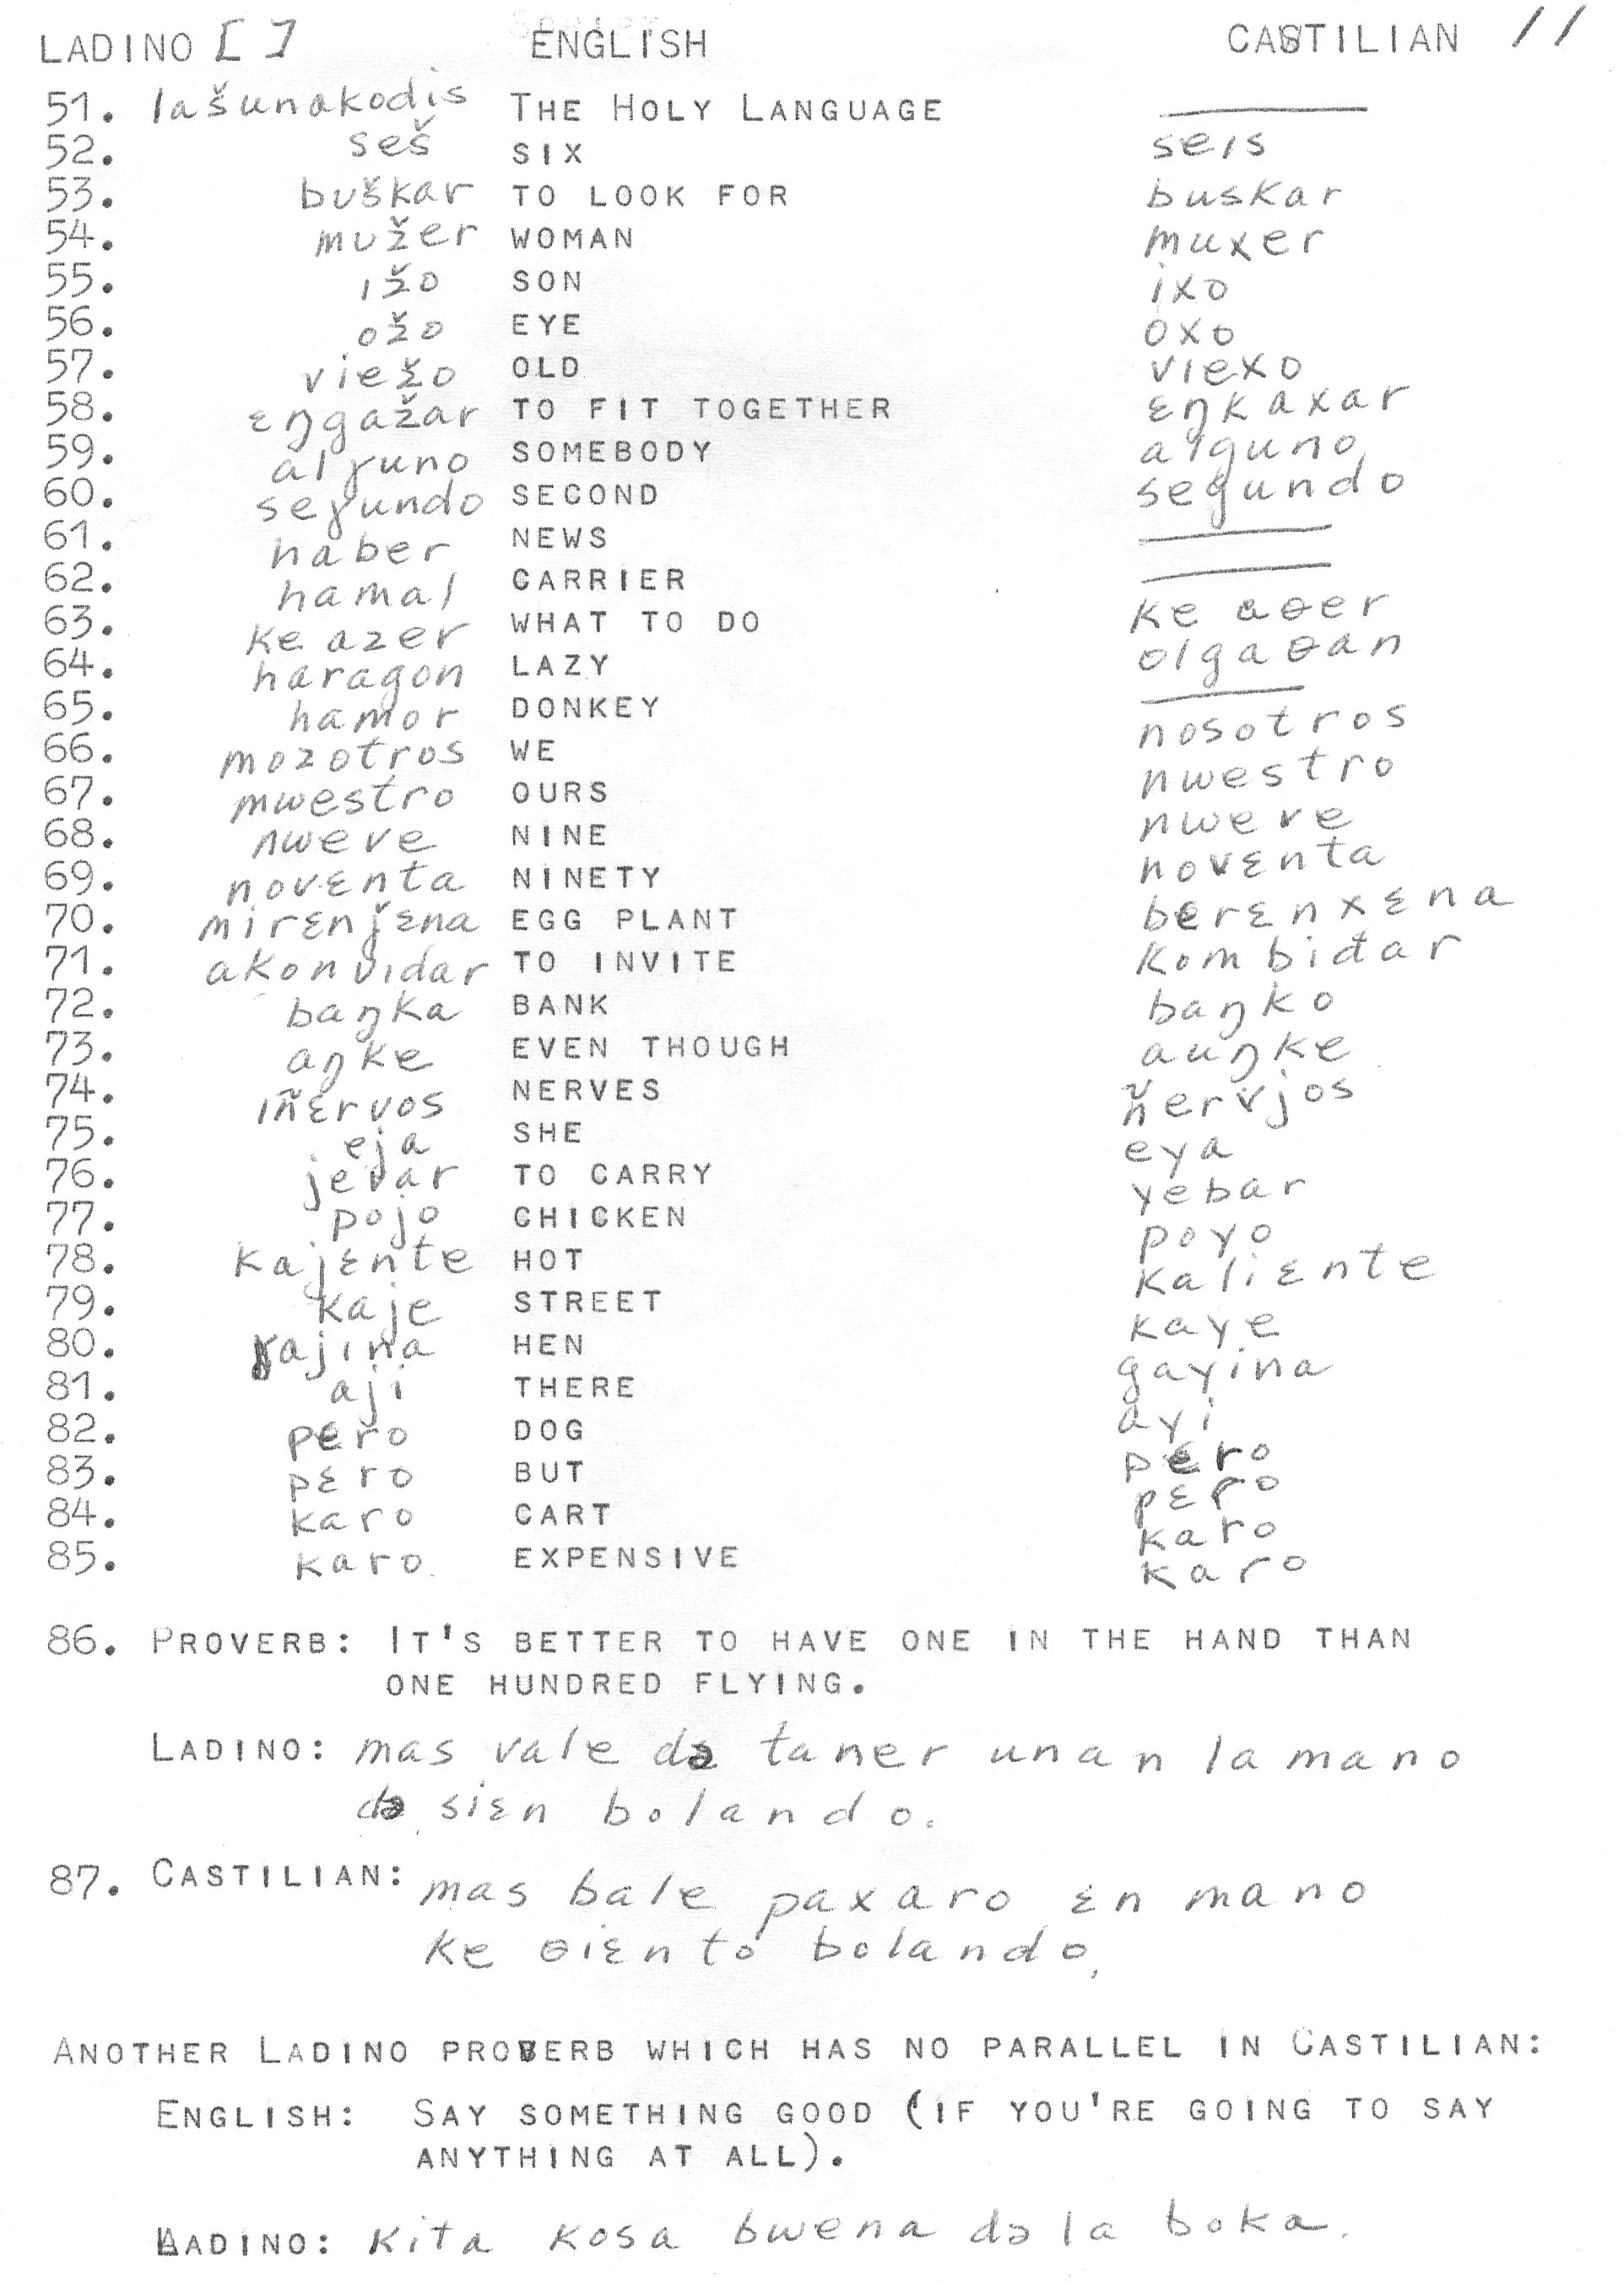 LADINO [ ] ENGLISH CASTILIAN //
51. lašunakodis THE HOLY LANGUAGE ———
52. seš SIX seis
53. buškar TO LOOK FOR buskar
54. mužer WOMAN muxer
55. ižo SON ixo
56. ožo EYE oxo
57. viežo OLD viexo
58. ɛŋgažar TO FIT TOGETHER ɛŋkaxar
59. alɣuno SOMEBODY alguno
60. seɣundo SECOND segundo
61. haber NEWS ———
62. hamal CARRIER ———
63. ke azer WHAT TO DO ke aθer
64. haragon LAZY olgaθan
65. hamor DONKEY ———
66. mozotros WE nosotros
67. mwestro OURS nwestro
68. nweve NINE nweve
69. novɛnta NINETY novɛnta
70. mirɛnǰɛna EGG PLANT berɛnxɛna
71. akonvidar TO INVITE kombiđar
72. baŋka BANK baŋko
73. aŋke EVEN THOUGH auŋke
74. iñɛrvos NERVES ñervjos
75. eja SHE eya
76. jevar TO CARRY yebar
77. pojo CHICKEN poyo
78. kajɛnte HOT kaliɛnte
79. kaje STREET kaye
80. ɣajina HEN gayina
81. aji THERE ayi
82. pero DOG pero
83. pɛro BUT pɛro
84. karo CART karo
85. karo. EXPENSIVE karo
86. PROVERB: IT'S BETTER TO HAVE ONE IN THE HAND THAN
ONE HUNDRED FLYING.
LADINO: mas vale də taner unan la mano
də siɛn bolando.
87. CASTILIAN: mas bale paxaro ɛn mano
ke θiɛnto bolando,
ANOTHER LADINO PROVERB WHICH HAS NO PARALLEL IN CASTILIAN:
ENGLISH: SAY SOMETHING GOOD (IF YOU'RE GOING TO SAY
ANYTHING AT ALL).
LADINO: kita kosa bwena də la boka.